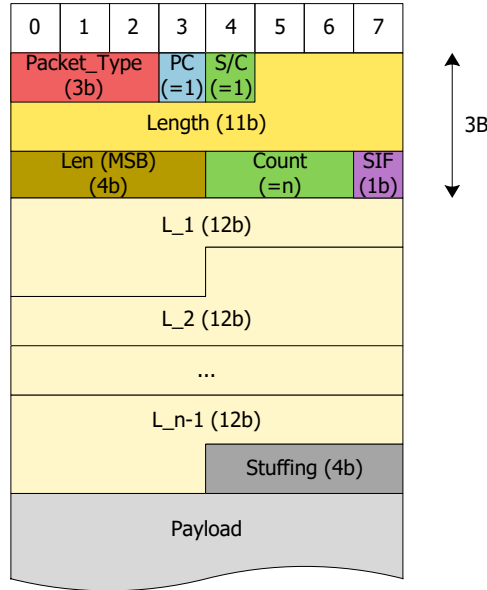 0 1 2 3 4 5 6 7
Packet_Type PC S/C
(3b) (=1) (=1)
3B
Length (11b)
Len (MSB) Count SIF
(4b) (=n) (1b)
L_1 (12b)
L_2 (12b)
...
L_n-1 (12b)
Stuffing (4b)
Payload